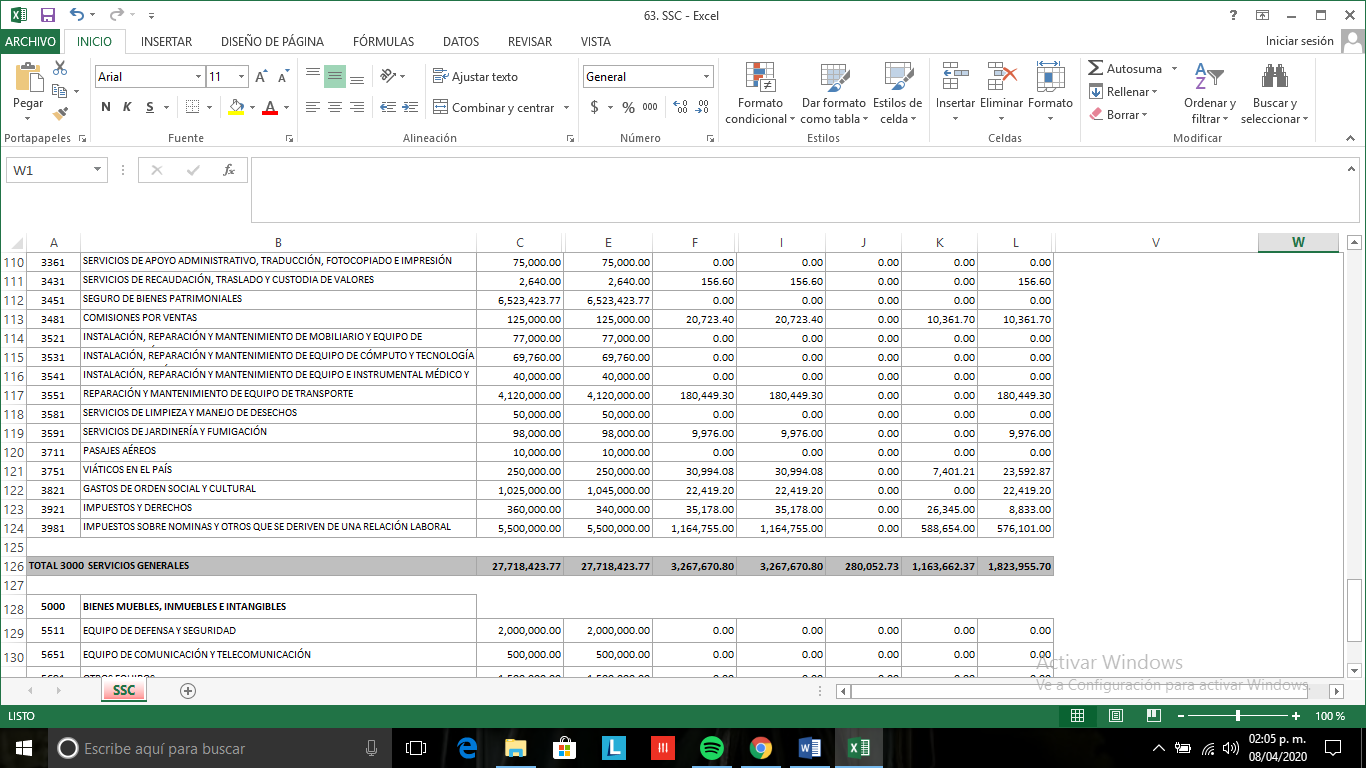 63. SSC - Excel
ARCHIVO INICIO INSERTAR DISEÑO DE PÁGINA FÓRMULAS DATOS REVISAR VISTA Iniciar sesión
Pegar
Portapapeles
Arial 11
N K S
Fuente
Ajustar texto
Combinar y centrar
Alineación
General
$ % 000
Número
Formato condicional
Dar formato como tabla
Estilos de celda
Estilos
Insertar Eliminar Formato
Celdas
Autosuma
Rellenar
Borrar
Ordenar y filtrar
Buscar y seleccionar
Modificar
W1 fx
A B C E F I J K L V W
110 3361 SERVICIOS DE APOYO ADMINISTRATIVO, TRADUCCIÓN, FOTOCOPIADO E IMPRESIÓN 75,000.00 75,000.00 0.00 0.00 0.00 0.00 0.00
111 3431 SERVICIOS DE RECAUDACIÓN, TRASLADO Y CUSTODIA DE VALORES 2,640.00 2,640.00 156.60 156.60 0.00 0.00 156.60
112 3451 SEGURO DE BIENES PATRIMONIALES 6,523,423.77 6,523,423.77 0.00 0.00 0.00 0.00 0.00
113 3481 COMISIONES POR VENTAS 125,000.00 125,000.00 20,723.40 20,723.40 0.00 10,361.70 10,361.70
114 3521 INSTALACIÓN, REPARACIÓN Y MANTENIMIENTO DE MOBILIARIO Y EQUIPO DE 77,000.00 77,000.00 0.00 0.00 0.00 0.00 0.00
115 3531 INSTALACIÓN, REPARACIÓN Y MANTENIMIENTO DE EQUIPO DE CÓMPUTO Y TECNOLOGÍA 69,760.00 69,760.00 0.00 0.00 0.00 0.00 0.00
116 3541 INSTALACIÓN, REPARACIÓN Y MANTENIMIENTO DE EQUIPO E INSTRUMENTAL MÉDICO Y 40,000.00 40,000.00 0.00 0.00 0.00 0.00 0.00
117 3551 REPARACIÓN Y MANTENIMIENTO DE EQUIPO DE TRANSPORTE 4,120,000.00 4,120,000.00 180,449.30 180,449.30 0.00 0.00 180,449.30
118 3581 SERVICIOS DE LIMPIEZA Y MANEJO DE DESECHOS 50,000.00 50,000.00 0.00 0.00 0.00 0.00 0.00
119 3591 SERVICIOS DE JARDINERÍA Y FUMIGACIÓN 98,000.00 98,000.00 9,976.00 9,976.00 0.00 0.00 9,976.00
120 3711 PASAJES AÉREOS 10,000.00 10,000.00 0.00 0.00 0.00 0.00 0.00
121 3751 VIÁTICOS EN EL PAÍS 250,000.00 250,000.00 30,994.08 30,994.08 0.00 7,401.21 23,592.87
122 3821 GASTOS DE ORDEN SOCIAL Y CULTURAL 1,025,000.00 1,045,000.00 22,419.20 22,419.20 0.00 0.00 22,419.20
123 3921 IMPUESTOS Y DERECHOS 360,000.00 340,000.00 35,178.00 35,178.00 0.00 26,345.00 8,833.00
124 3981 IMPUESTOS SOBRE NOMINAS Y OTROS QUE SE DERIVEN DE UNA RELACIÓN LABORAL 5,500,000.00 5,500,000.00 1,164,755.00 1,164,755.00 0.00 588,654.00 576,101.00
125
126 TOTAL 3000 SERVICIOS GENERALES 27,718,423.77 27,718,423.77 3,267,670.80 3,267,670.80 280,052.73 1,163,662.37 1,823,955.70
127
128 5000 BIENES MUEBLES, INMUEBLES E INTANGIBLES
129 5511 EQUIPO DE DEFENSA Y SEGURIDAD 2,000,000.00 2,000,000.00 0.00 0.00 0.00 0.00 0.00
130 5651 EQUIPO DE COMUNICACIÓN Y TELECOMUNICACIÓN 500,000.00 500,000.00 0.00 0.00 0.00 0.00 0.00
Activar Windows
Ve a Configuración para activar Windows.
SSC
LISTO 100 %
Escribe aquí para buscar
02:05 p. m.
08/04/2020